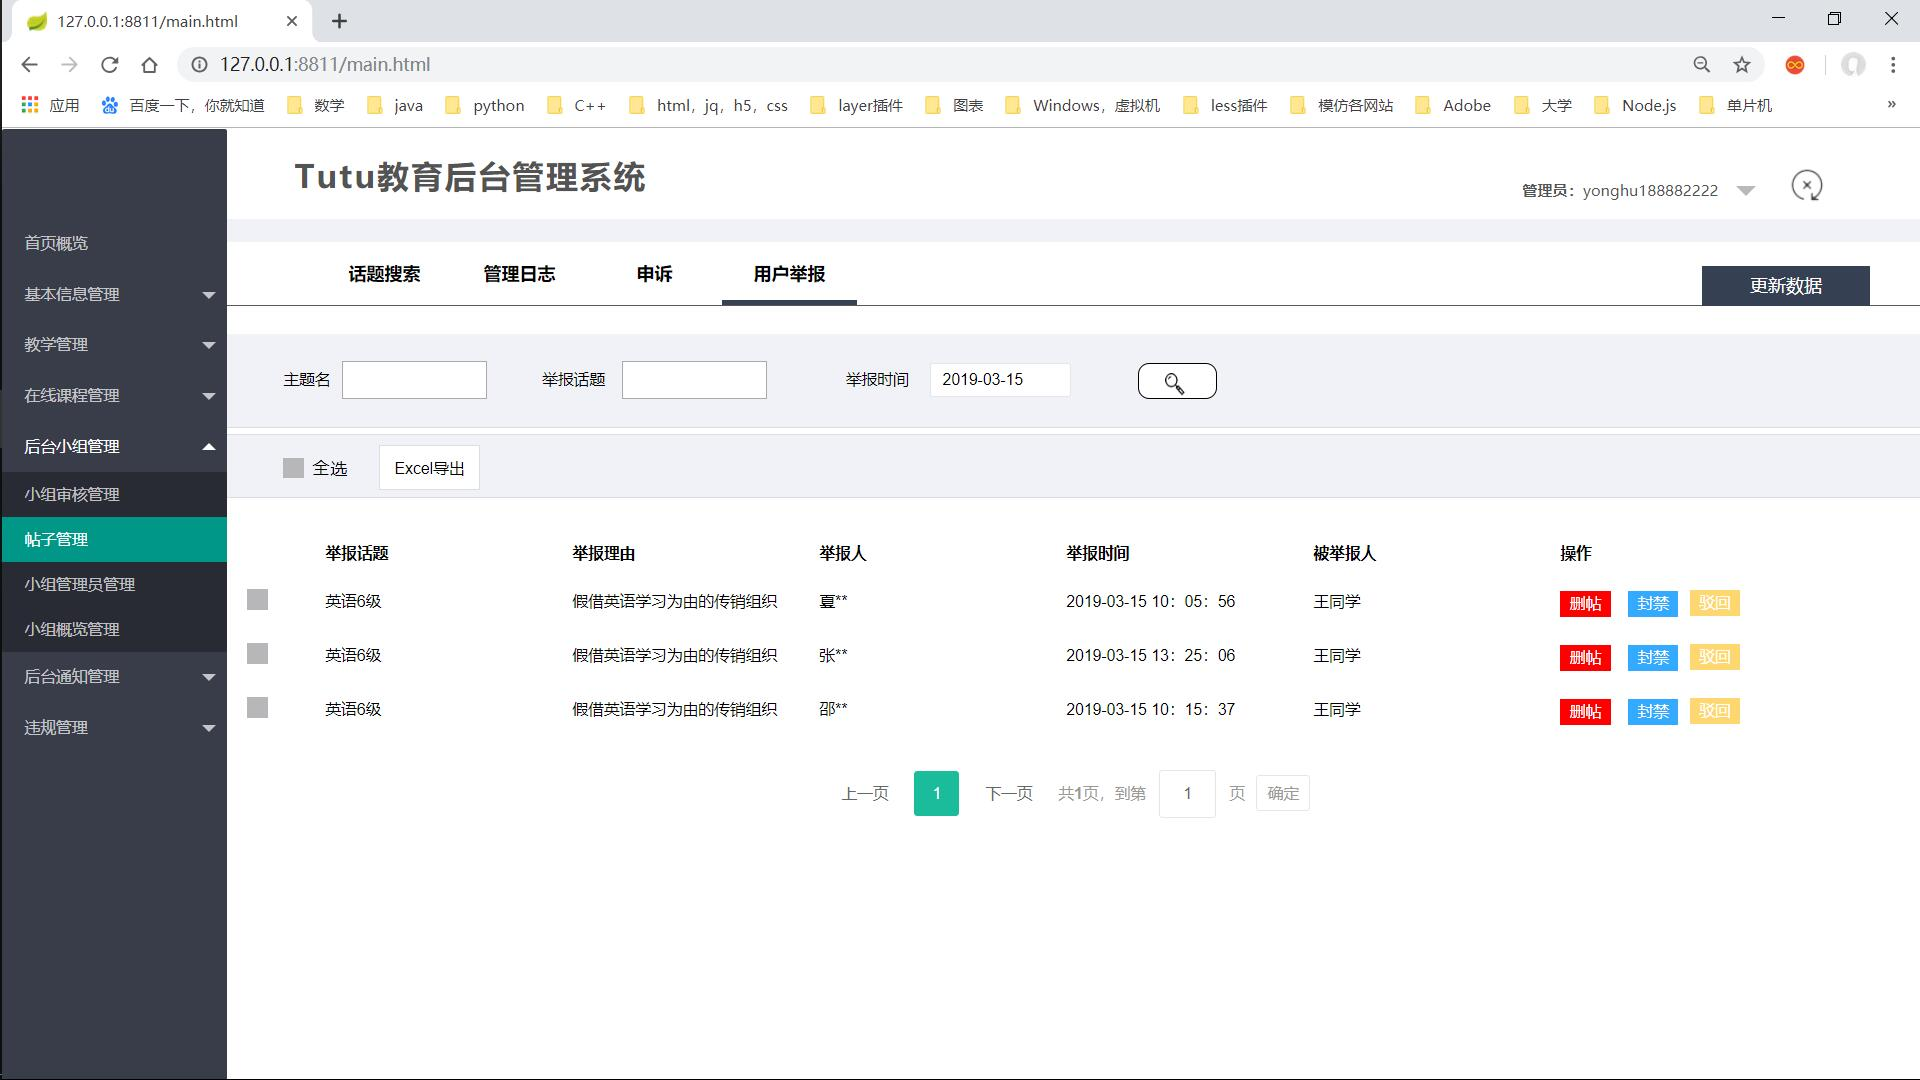 127.0.0.1:8811/main.html
127.0.0.1:8811/main.html
应用 百度一下，你就知道 数学 java python C++ html，jq，h5，css layer插件 图表 Windows，虚拟机 less插件 模仿各网站 Adobe 大学 Node.js 单片机 »
Tutu教育后台管理系统
管理员：yonghu188882222
首页概览
基本信息管理
教学管理
在线课程管理
后台小组管理
小组审核管理
帖子管理
小组管理员管理
小组概览管理
后台通知管理
违规管理
话题搜索 管理日志 申诉 用户举报 更新数据
主题名 举报话题 举报时间 2019-03-15
全选 Excel导出
举报话题 举报理由 举报人 举报时间 被举报人 操作
英语6级 假借英语学习为由的传销组织 夏** 2019-03-15 10：05：56 王同学 删帖 封禁 驳回
英语6级 假借英语学习为由的传销组织 张** 2019-03-15 13：25：06 王同学 删帖 封禁 驳回
英语6级 假借英语学习为由的传销组织 邵** 2019-03-15 10：15：37 王同学 删帖 封禁 驳回
上一页 1 下一页 共1页，到第 1 页 确定